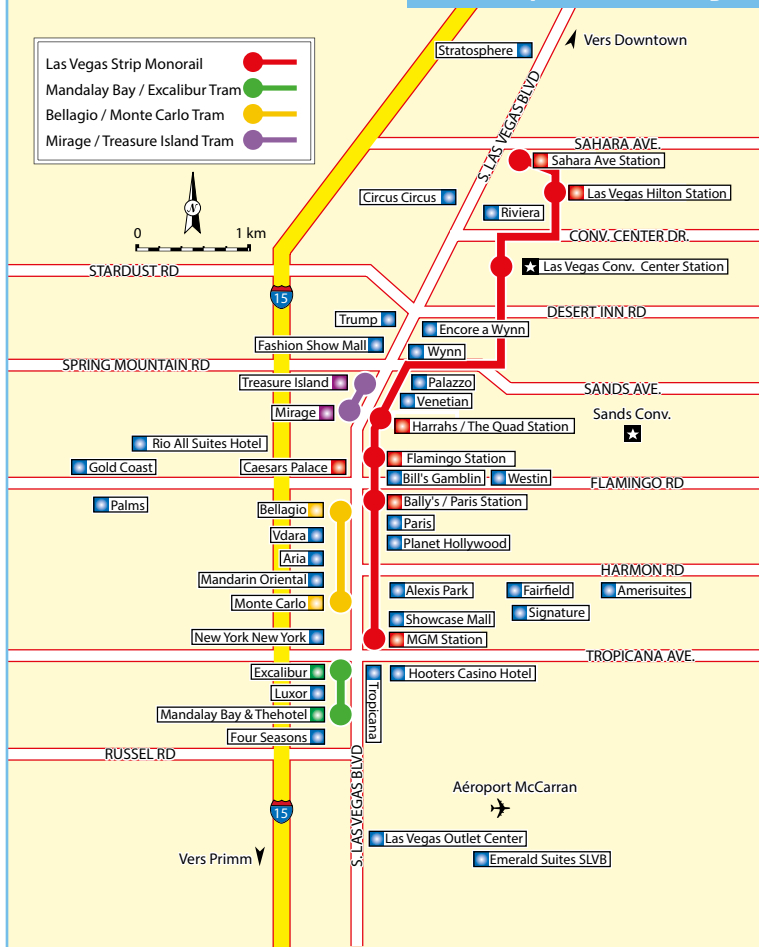 Las Vegas Strip Monorail
Mandalay Bay / Excalibur Tram
Bellagio / Monte Carlo Tram
Mirage / Treasure Island Tram
N
0 1 km
Stratosphere
Vers Downtown
S. LAS VEGAS BLVD
SAHARA AVE.
Sahara Ave Station
Las Vegas Hilton Station
Circus Circus
Riviera
CONV. CENTER DR.
Las Vegas Conv. Center Station
STARDUST RD
15
DESERT INN RD
Trump
Encore a Wynn
Fashion Show Mall
Wynn
SPRING MOUNTAIN RD
Treasure Island
Palazzo
SANDS AVE.
Venetian
Mirage
Sands Conv.
Harrahs / The Quad Station
Rio All Suites Hotel
Gold Coast
Caesars Palace
Flamingo Station
Bill's Gamblin
Westin
FLAMINGO RD
Palms
Bellagio
Bally's / Paris Station
Paris
Vdara
Planet Hollywood
Aria
HARMON RD
Mandarin Oriental
Alexis Park
Fairfield
Amerisuites
Monte Carlo
Signature
Showcase Mall
New York New York
MGM Station
TROPICANA AVE.
Excalibur
Tropicana
Hooters Casino Hotel
Luxor
Mandalay Bay & Thehotel
Four Seasons
RUSSEL RD
S. LAS VEGAS BLVD
Aéroport McCarran
15
Las Vegas Outlet Center
Vers Primm
Emerald Suites SLVB